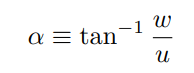 α ≡ tan⁻¹ w/u